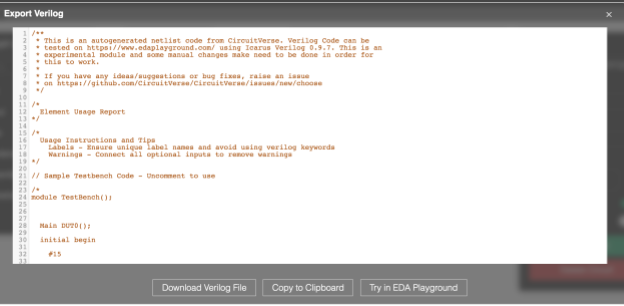 Export Verilog
×
1 /**
2 * This is an autogenerated netlist code from CircuitVerse. Verilog Code can be
3 * tested on https://www.edaplayground.com/ using Icarus Verilog 0.9.7. This is an
4 * experimental module and some manual changes make need to be done in order for
5 * this to work.
6 *
7 * If you have any ideas/suggestions or bug fixes, raise an issue
8 * on https://github.com/CircuitVerse/CircuitVerse/issues/new/choose
9 */
10
11 /*
12 Element Usage Report
13 */
14
15 /*
16 Usage Instructions and Tips
17 Labels - Ensure unique label names and avoid using verilog keywords
18 Warnings - Connect all optional inputs to remove warnings
19 */
20
21 // Sample Testbench Code - Uncomment to use
22
23 /*
24 module TestBench();
25
26
27
28 Main DUT0();
29
30 initial begin
31
32 #15
33
Download Verilog File
Copy to Clipboard
Try in EDA Playground